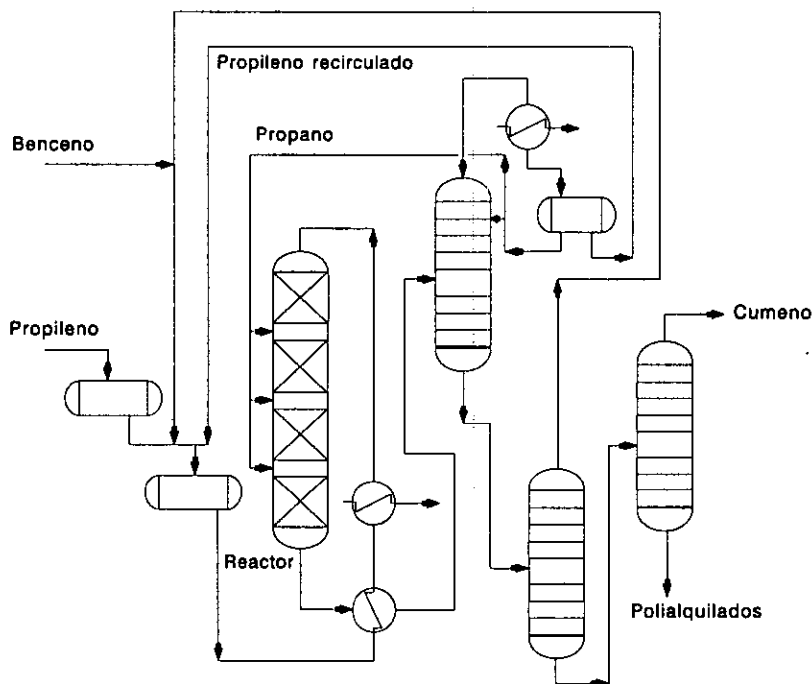 Propileno recirculado
Propano
Benceno
Propileno
Cumeno
Reactor
Polialquilados